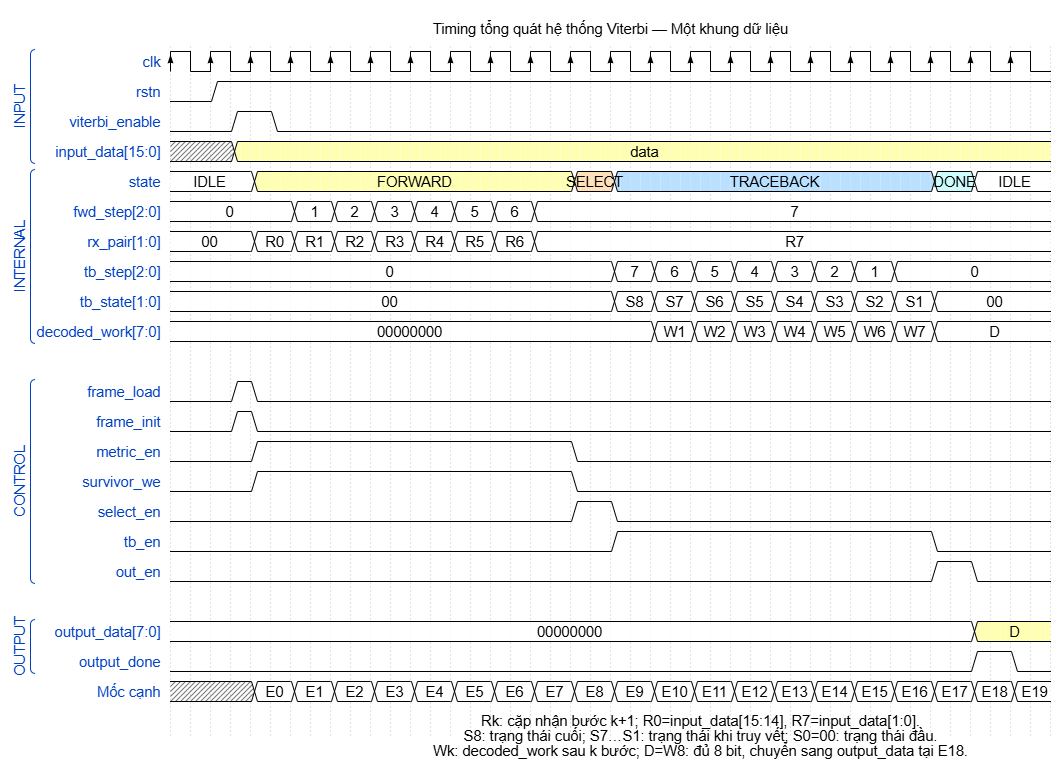 Timing tổng quát hệ thống Viterbi — Một khung dữ liệu
INPUT
clk
rstn
viterbi_enable
input_data[15:0] data
INTERNAL
state IDLE FORWARD SELECT TRACEBACK DONE IDLE
fwd_step[2:0] 0 1 2 3 4 5 6 7
rx_pair[1:0] 00 R0 R1 R2 R3 R4 R5 R6 R7
tb_step[2:0] 0 7 6 5 4 3 2 1 0
tb_state[1:0] 00 S8 S7 S6 S5 S4 S3 S2 S1 00
decoded_work[7:0] 00000000 W1 W2 W3 W4 W5 W6 W7 D
CONTROL
frame_load
frame_init
metric_en
survivor_we
select_en
tb_en
out_en
OUTPUT
output_data[7:0] 00000000 D
output_done
Mốc cạnh E0 E1 E2 E3 E4 E5 E6 E7 E8 E9 E10 E11 E12 E13 E14 E15 E16 E17 E18 E19
Rk: cặp nhận bước k+1; R0=input_data[15:14], R7=input_data[1:0].
S8: trạng thái cuối; S7...S1: trạng thái khi truy vết; S0=00: trạng thái đầu.
Wk: decoded_work sau k bước; D=W8: đủ 8 bit, chuyển sang output_data tại E18.